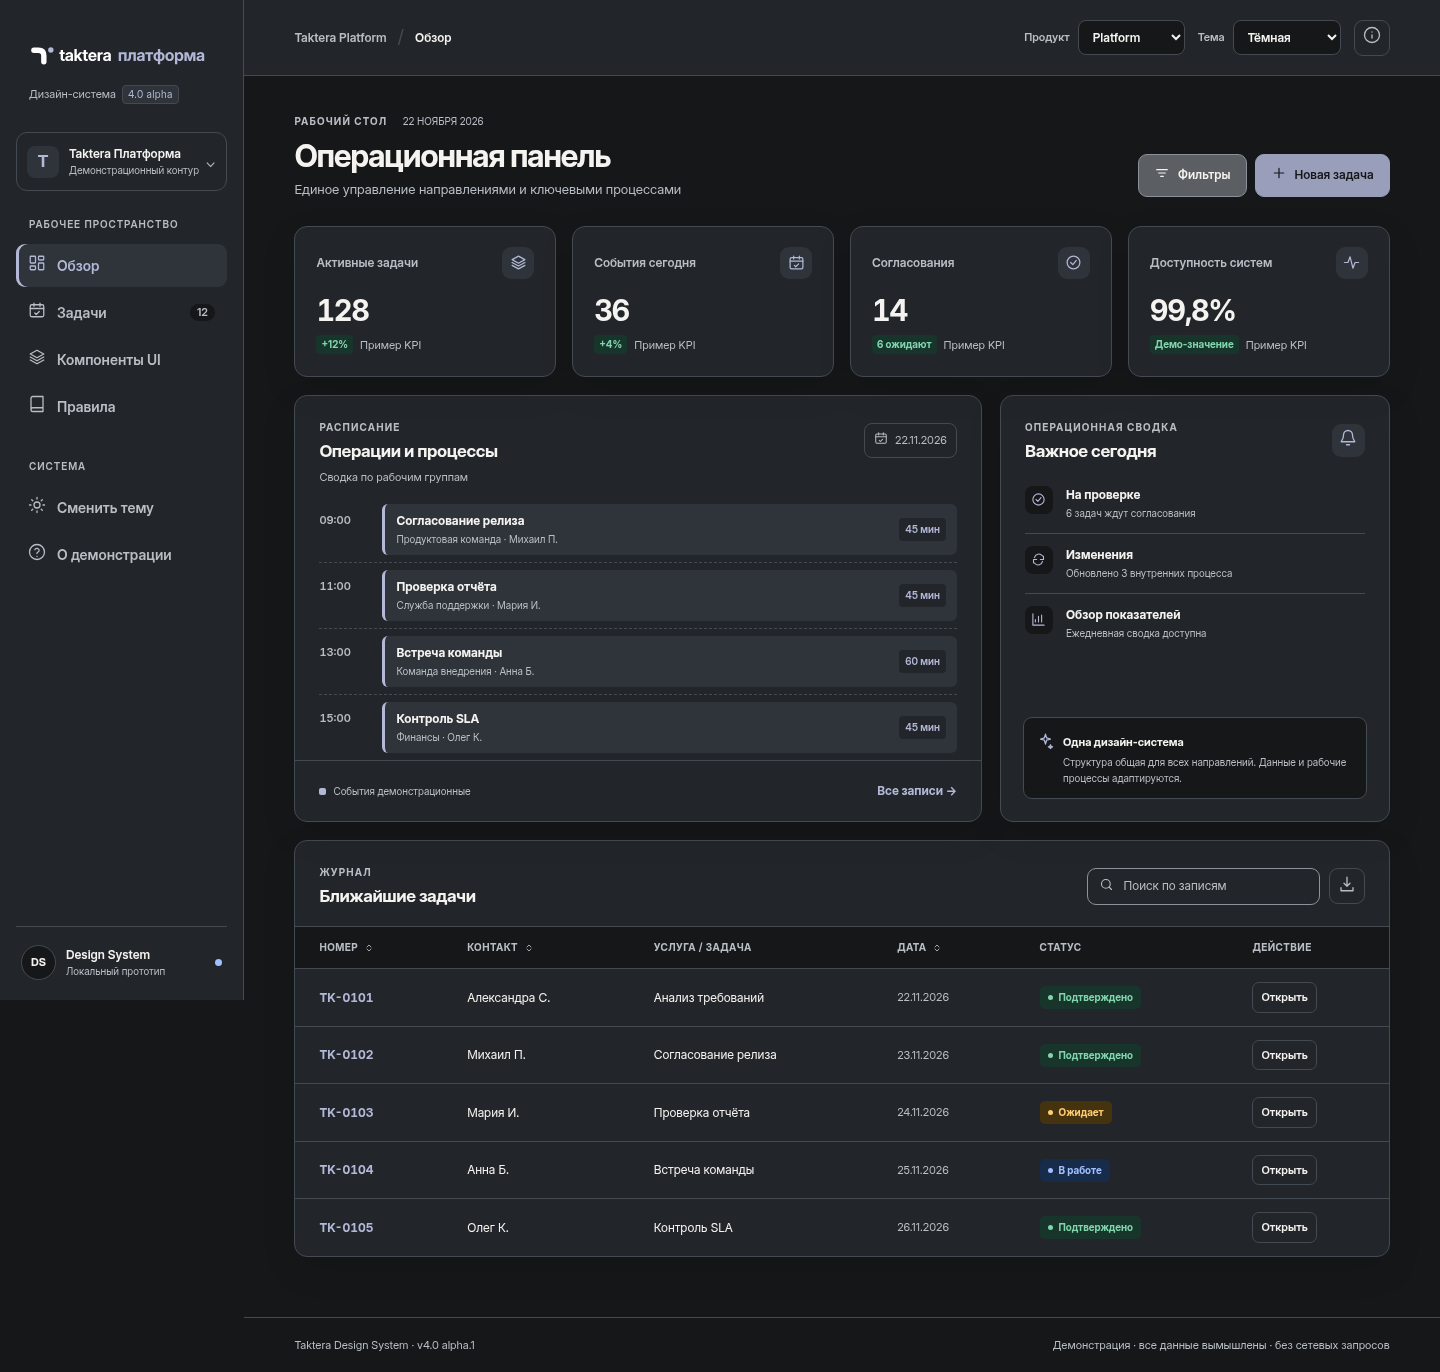 taktera платформа
Дизайн-система 4.0 alpha
T
Taktera Платформа
Демонстрационный контур
РАБОЧЕЕ ПРОСТРАНСТВО
Обзор
Задачи 12
Компоненты UI
Правила
СИСТЕМА
Сменить тему
О демонстрации
DS
Design System
Локальный прототип
Taktera Platform / Обзор
Продукт Platform Тема Тёмная
РАБОЧИЙ СТОЛ 22 НОЯБРЯ 2026
Операционная панель
Единое управление направлениями и ключевыми процессами
Фильтры
Новая задача
Активные задачи
128
+12% Пример KPI
События сегодня
36
+4% Пример KPI
Согласования
14
6 ожидают Пример KPI
Доступность систем
99,8%
Демо-значение Пример KPI
РАСПИСАНИЕ
Операции и процессы
Сводка по рабочим группам
22.11.2026
09:00
Согласование релиза
Продуктовая команда · Михаил П.
45 мин
11:00
Проверка отчёта
Служба поддержки · Мария И.
45 мин
13:00
Встреча команды
Команда внедрения · Анна Б.
60 мин
15:00
Контроль SLA
Финансы · Олег К.
45 мин
События демонстрационные
Все записи →
ОПЕРАЦИОННАЯ СВОДКА
Важное сегодня
На проверке
6 задач ждут согласования
Изменения
Обновлено 3 внутренних процесса
Обзор показателей
Ежедневная сводка доступна
Одна дизайн-система
Структура общая для всех направлений. Данные и рабочие
процессы адаптируются.
ЖУРНАЛ
Ближайшие задачи
Поиск по записям
НОМЕР КОНТАКТ УСЛУГА / ЗАДАЧА ДАТА СТАТУС ДЕЙСТВИЕ
TK-0101 Александра С. Анализ требований 22.11.2026 Подтверждено Открыть
TK-0102 Михаил П. Согласование релиза 23.11.2026 Подтверждено Открыть
TK-0103 Мария И. Проверка отчёта 24.11.2026 Ожидает Открыть
TK-0104 Анна Б. Встреча команды 25.11.2026 В работе Открыть
TK-0105 Олег К. Контроль SLA 26.11.2026 Подтверждено Открыть
Taktera Design System · v4.0 alpha.1
Демонстрация · все данные вымышлены · без сетевых запросов